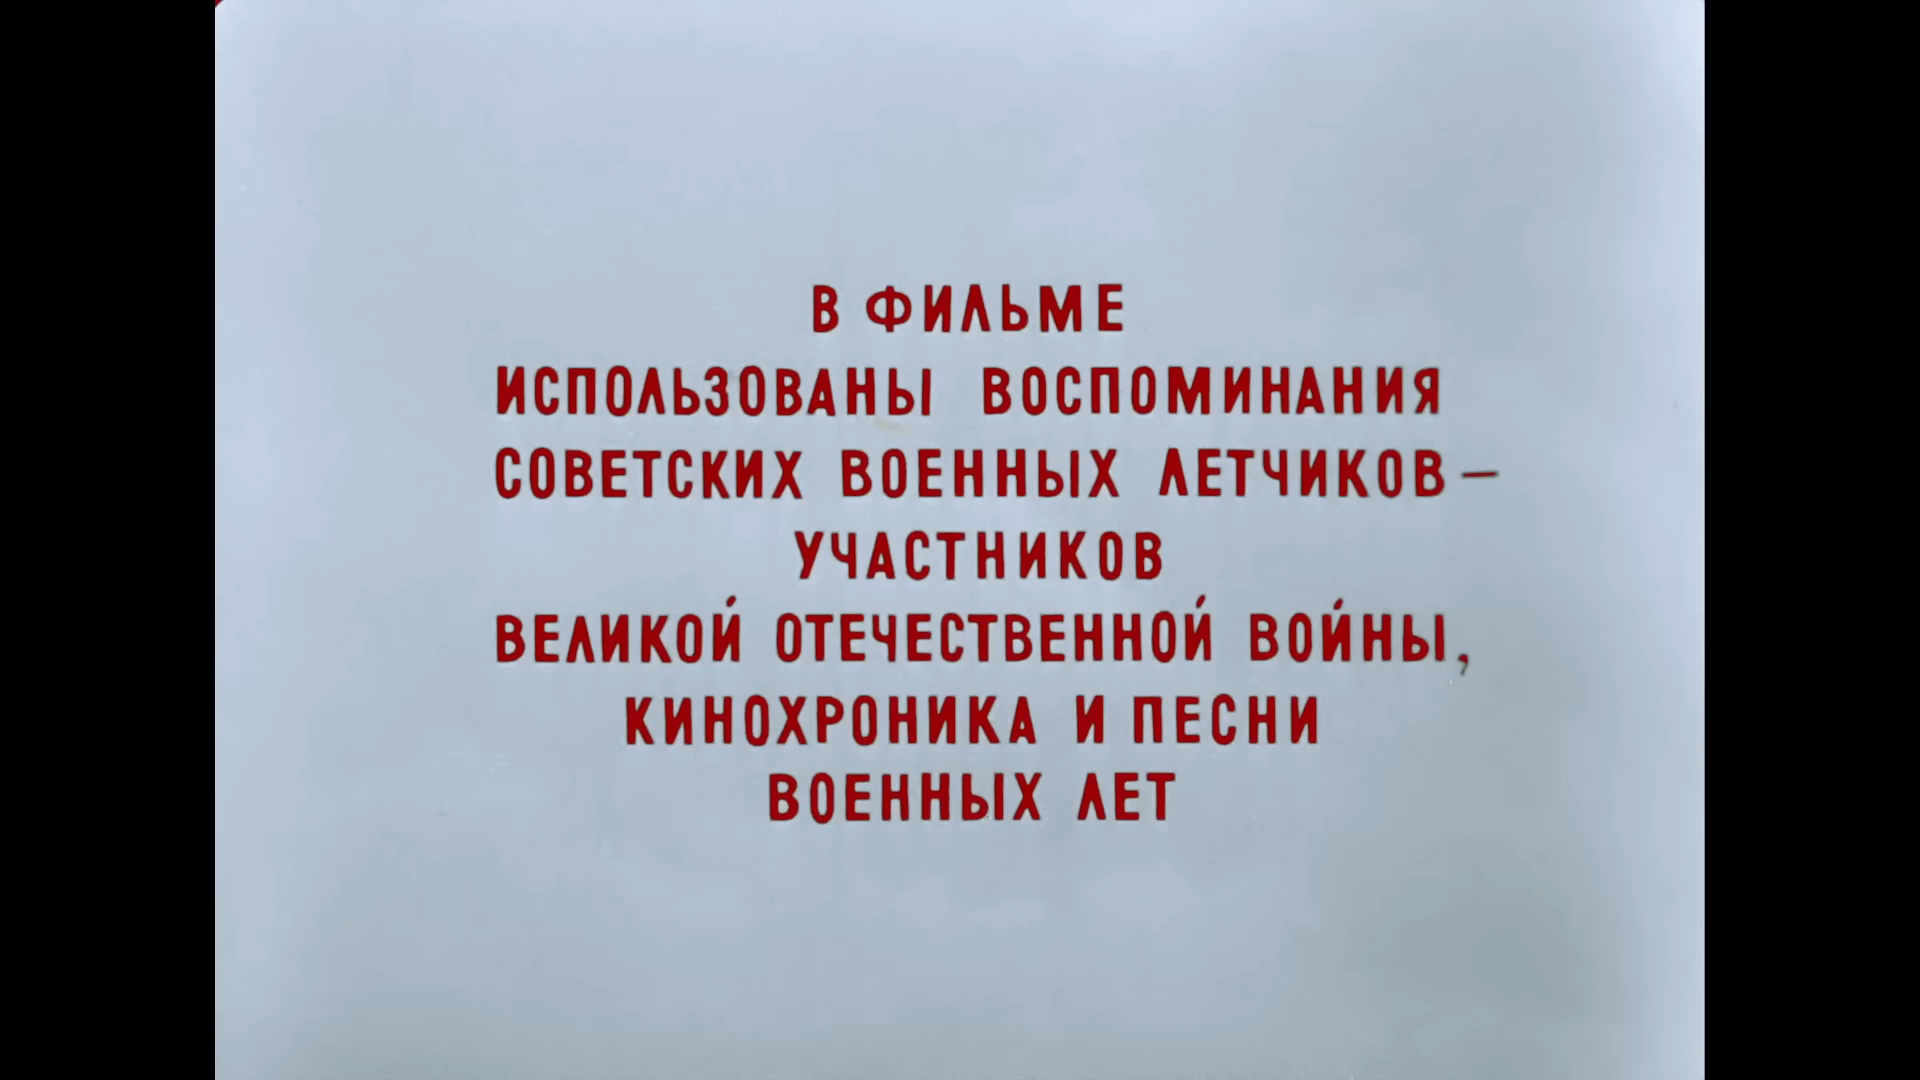 В ФИЛЬМЕ
ИСПОЛЬЗОВАНЫ ВОСПОМИНАНИЯ
СОВЕТСКИХ ВОЕННЫХ ЛЕТЧИКОВ –
УЧАСТНИКОВ
ВЕЛИКОЙ ОТЕЧЕСТВЕННОЙ ВОЙНЫ,
КИНОХРОНИКА И ПЕСНИ
ВОЕННЫХ ЛЕТ